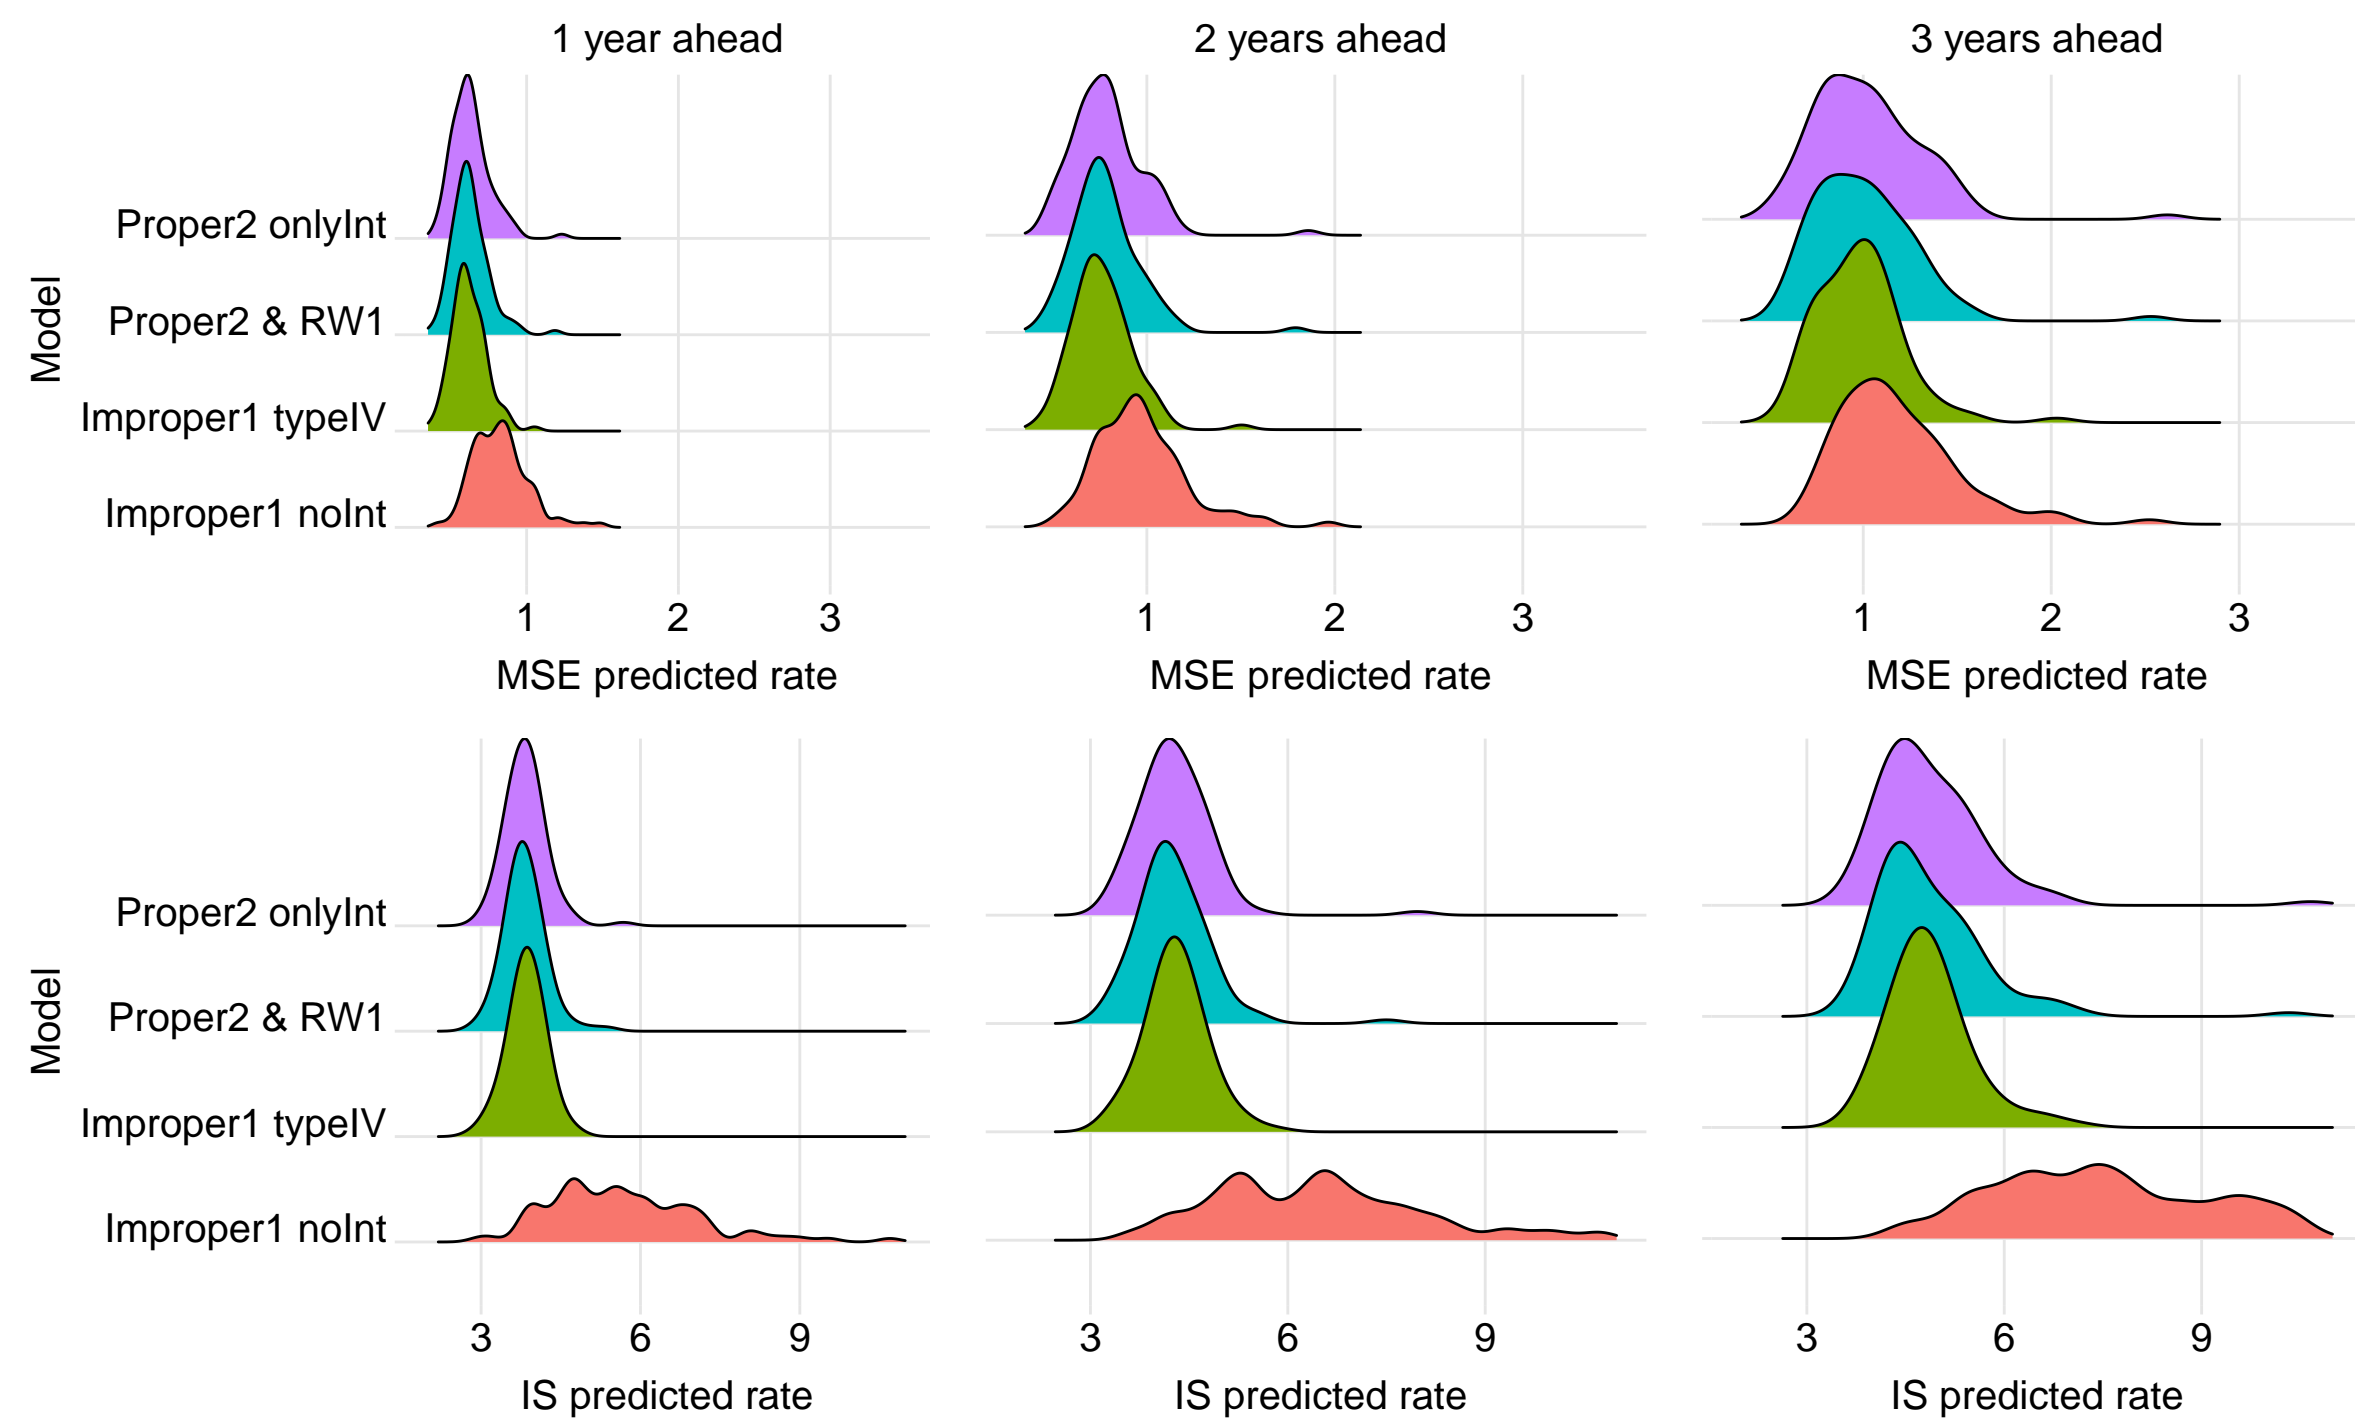 1 year ahead
2 years ahead
3 years ahead
Model
Proper2 onlyInt
Proper2 & RW1
Improper1 typeIV
Improper1 noInt
1 2 3
1 2 3
1 2 3
MSE predicted rate
MSE predicted rate
MSE predicted rate
Model
Proper2 onlyInt
Proper2 & RW1
Improper1 typeIV
Improper1 noInt
3 6 9
3 6 9
3 6 9
IS predicted rate
IS predicted rate
IS predicted rate